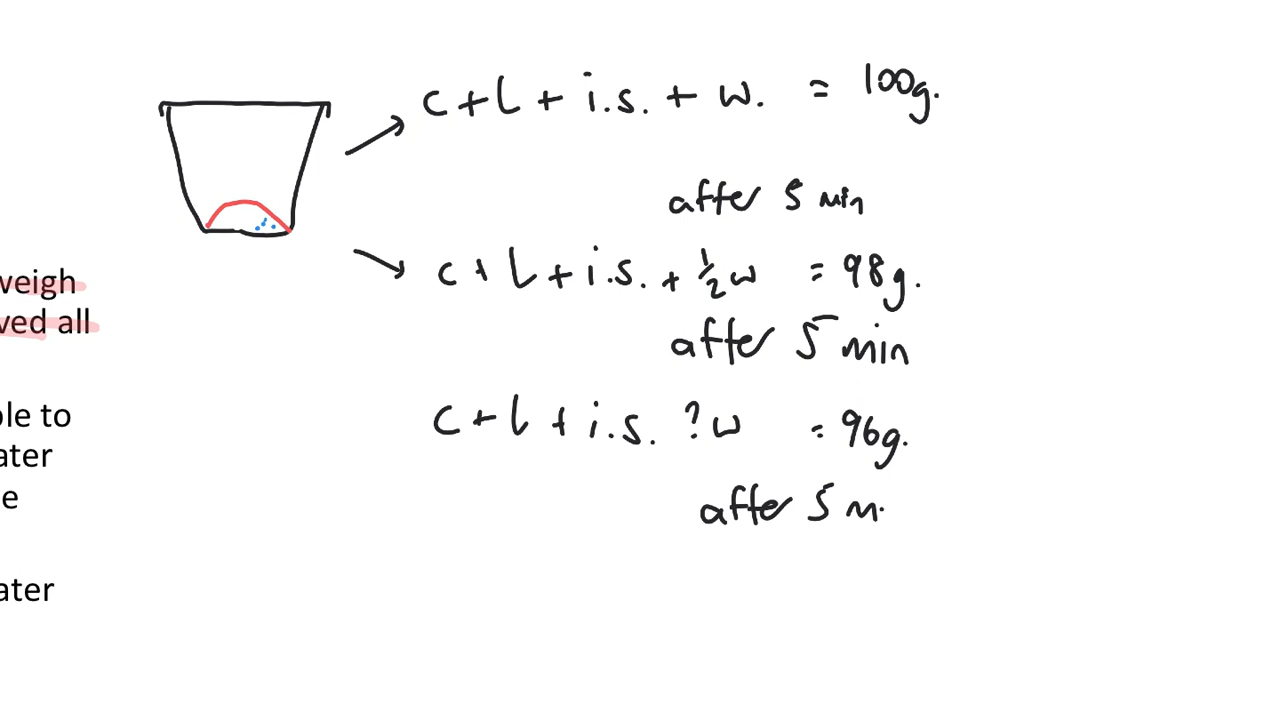 c + l + i.s. + w. = 100g.
after 5 min
weigh
c + l + i.s. + ½w = 98g.
ved all
after 5 min
ole to
c + l + i.s. ?w = 96g.
ater
e
after 5 m.
ater